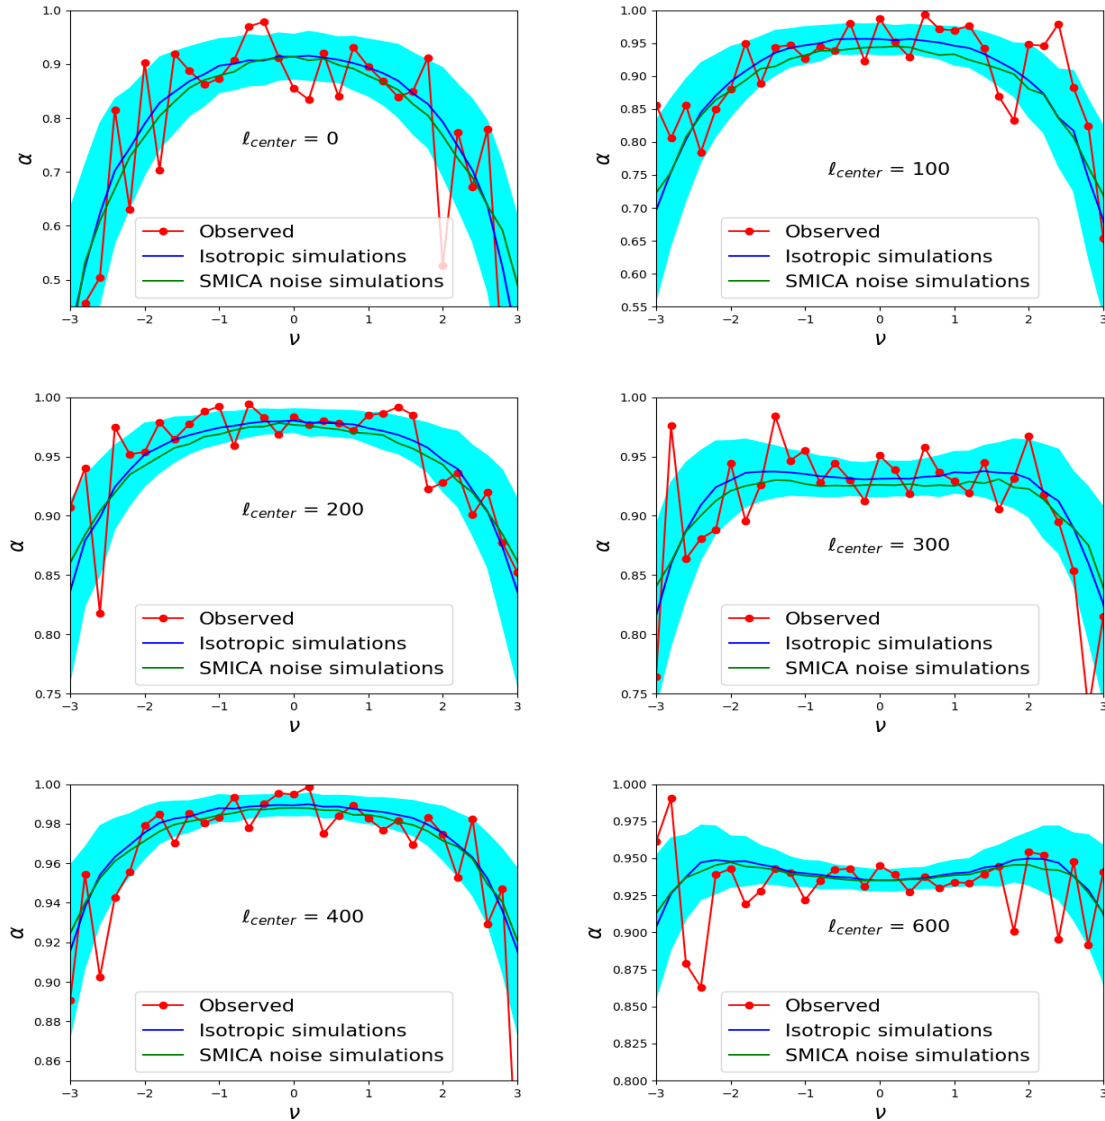 1.0
0.9
0.8
0.7
0.6
0.5
α
ℓcenter = 0
Observed
Isotropic simulations
SMICA noise simulations
−3 −2 −1 0 1 2 3
ν
1.00
0.95
0.90
0.85
0.80
0.75
0.70
0.65
0.60
0.55
α
ℓcenter = 100
Observed
Isotropic simulations
SMICA noise simulations
−3 −2 −1 0 1 2 3
ν
1.00
0.95
0.90
0.85
0.80
0.75
α
ℓcenter = 200
Observed
Isotropic simulations
SMICA noise simulations
−3 −2 −1 0 1 2 3
ν
1.00
0.95
0.90
0.85
0.80
0.75
α
ℓcenter = 300
Observed
Isotropic simulations
SMICA noise simulations
−3 −2 −1 0 1 2 3
ν
1.00
0.98
0.96
0.94
0.92
0.90
0.88
0.86
α
ℓcenter = 400
Observed
Isotropic simulations
SMICA noise simulations
−3 −2 −1 0 1 2 3
ν
1.000
0.975
0.950
0.925
0.900
0.875
0.850
0.825
0.800
α
ℓcenter = 600
Observed
Isotropic simulations
SMICA noise simulations
−3 −2 −1 0 1 2 3
ν